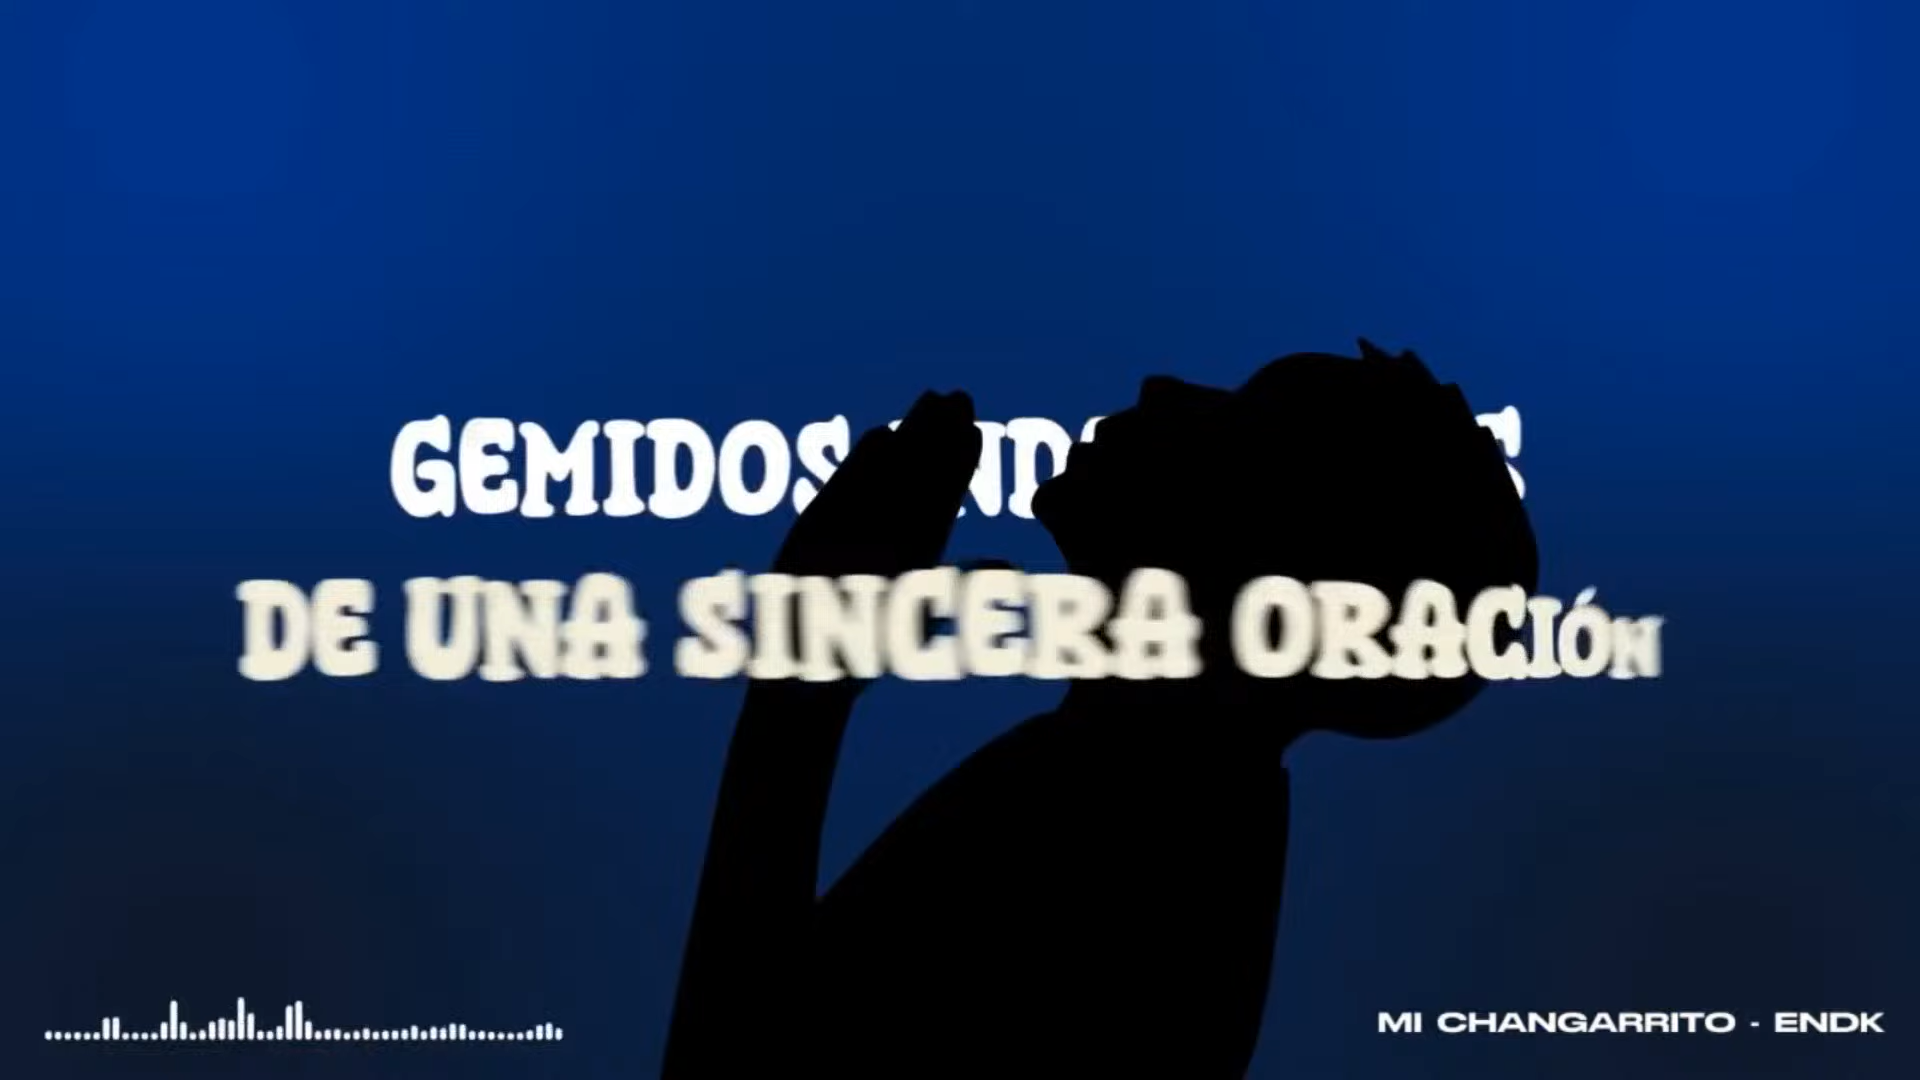 GEMIDOS
DE UNA SINCERA ORACIÓN
MI CHANGARRITO - ENDK